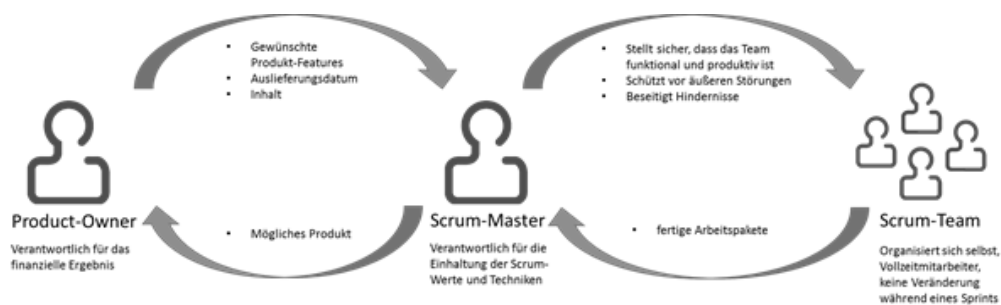 Gewünschte
Produkt-Features
Auslieferungsdatum
Inhalt
Stellt sicher, dass das Team
funktional und produktiv ist
Schützt vor äußeren Störungen
Beseitigt Hindernisse
Product-Owner
Verantwortlich für das
finanzielle Ergebnis
Mögliches Produkt
Scrum-Master
Verantwortlich für die
Einhaltung der Scrum-
Werte und Techniken
fertige Arbeitspakete
Scrum-Team
Organisiert sich selbst,
Vollzeitmitarbeiter,
keine Veränderung
während eines Sprints